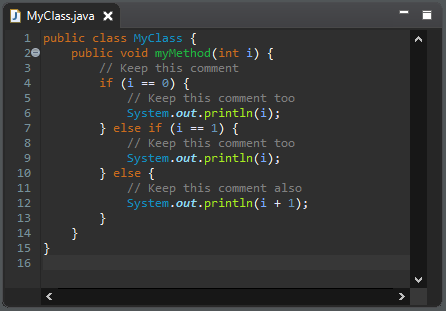 MyClass.java
1 public class MyClass {
2     public void myMethod(int i) {
3         // Keep this comment
4         if (i == 0) {
5             // Keep this comment too
6             System.out.println(i);
7         } else if (i == 1) {
8             // Keep this comment too
9             System.out.println(i);
10         } else {
11             // Keep this comment also
12             System.out.println(i + 1);
13         }
14     }
15 }
16